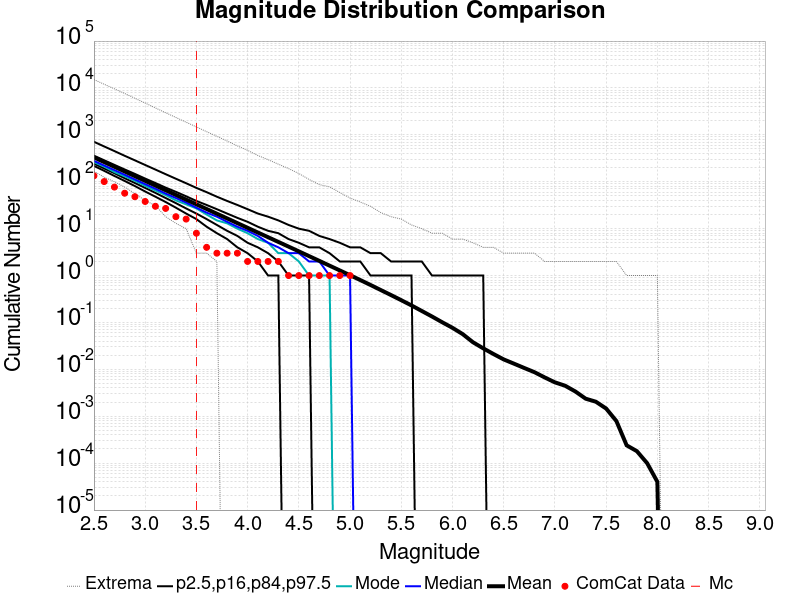 Magnitude Distribution Comparison
10 5
10 4
10 3
10 2
10 1
10 0
10 -1
10 -2
10 -3
10 -4
10 -5
Cumulative Number
2.5 3.0 3.5 4.0 4.5 5.0 5.5 6.0 6.5 7.0 7.5 8.0 8.5 9.0
Magnitude
Extrema p2.5,p16,p84,p97.5 Mode Median Mean ComCat Data Mc